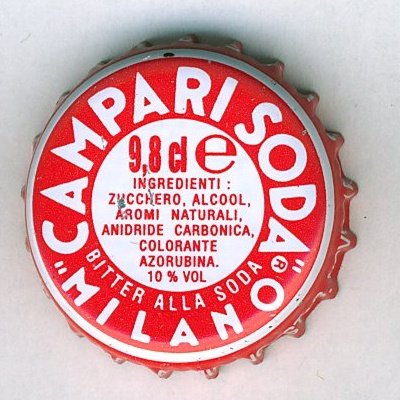 "CAMPARI SODA"®
9,8 cl e
INGREDIENTI :
ZUCCHERO, ALCOOL,
AROMI NATURALI,
ANIDRIDE CARBONICA,
COLORANTE
AZORUBINA.
10 % VOL
BITTER ALLA SODA
MILANO